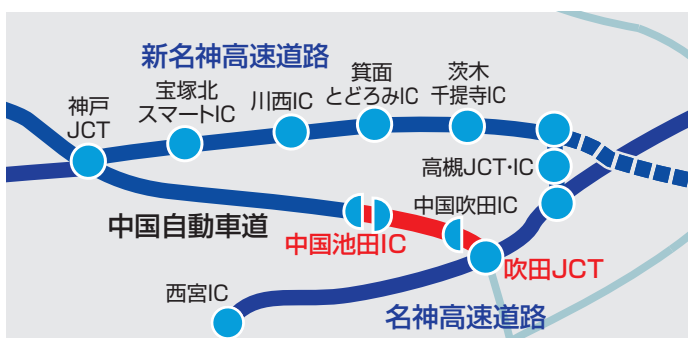 新名神高速道路
神戸
JCT
宝塚北
スマートIC
川西IC
箕面
とどろみIC
茨木
千提寺IC
高槻JCT・IC
中国自動車道
中国池田IC
中国吹田IC
吹田JCT
西宮IC
名神高速道路